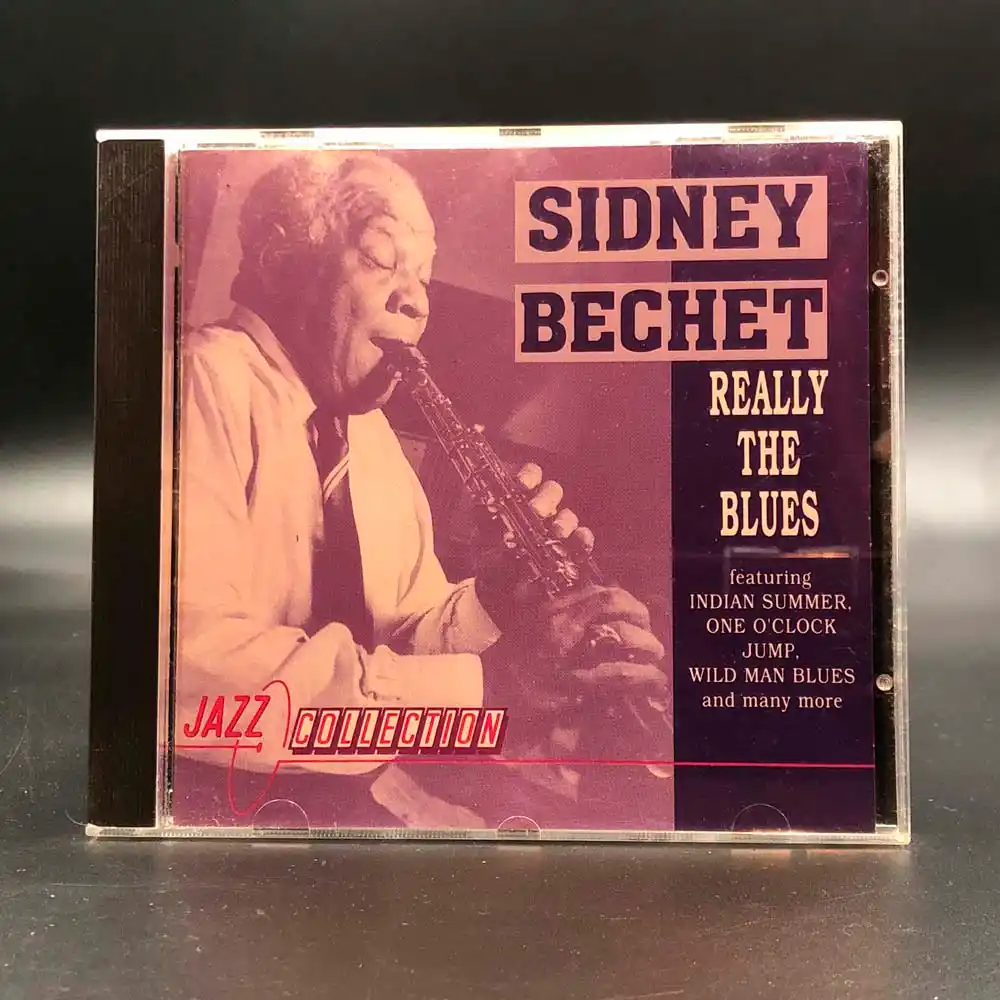 SIDNEY
BECHET
REALLY
THE
BLUES
featuring
INDIAN SUMMER,
ONE O'CLOCK
JUMP,
WILD MAN BLUES
and many more
JAZZ COLLECTION